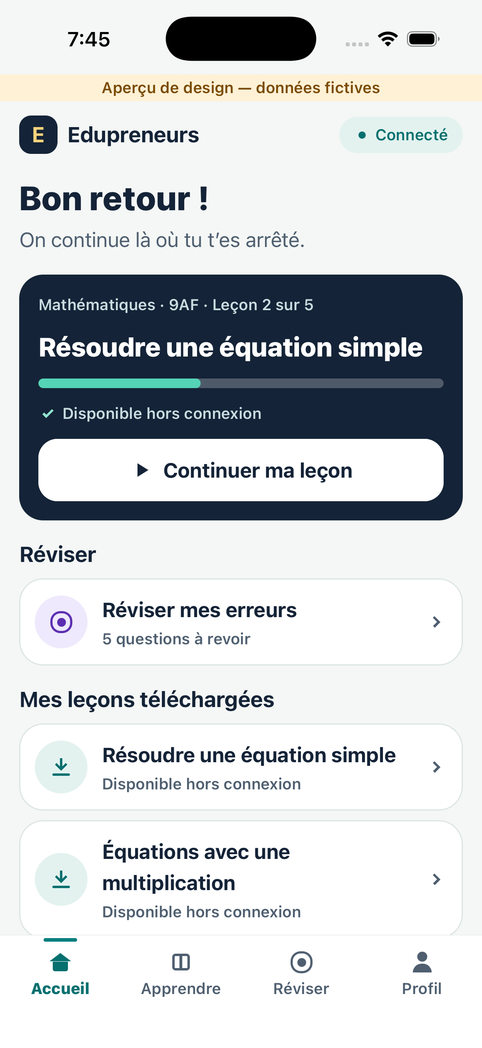 7:45
Aperçu de design — données fictives
E Edupreneurs
Connecté
Bon retour !
On continue là où tu t’es arrêté.
Mathématiques · 9AF · Leçon 2 sur 5
Résoudre une équation simple
Disponible hors connexion
Continuer ma leçon
Réviser
Réviser mes erreurs
5 questions à revoir
Mes leçons téléchargées
Résoudre une équation simple
Disponible hors connexion
Équations avec une
multiplication
Disponible hors connexion
Accueil
Apprendre
Réviser
Profil